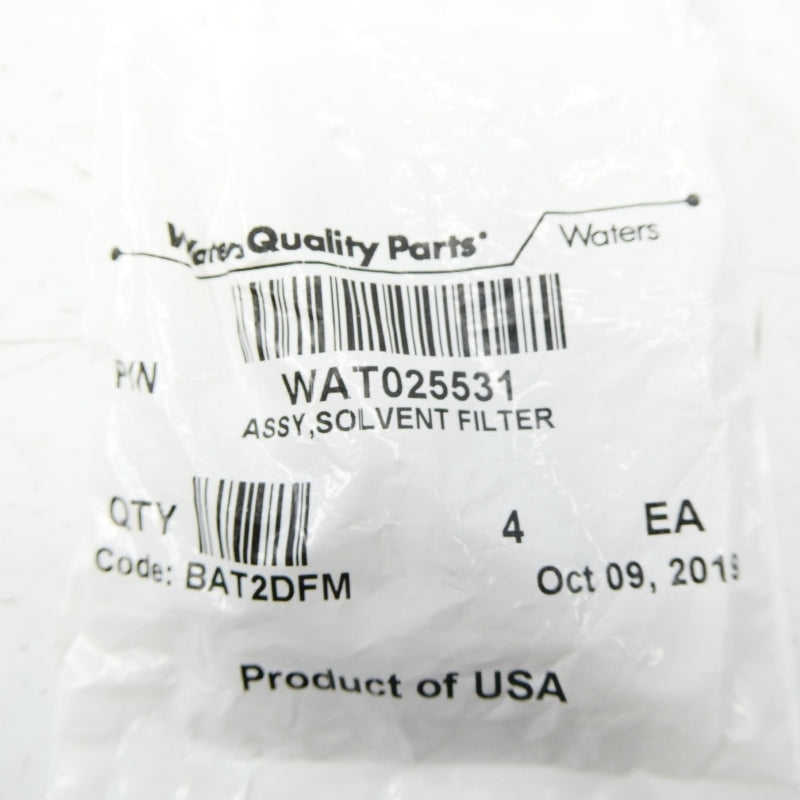 Waters Quality Parts®
Waters
P/N
WAT025531
ASSY,SOLVENT FILTER
QTY 4 EA
Code: BAT2DFM
Oct 09,
Product of USA